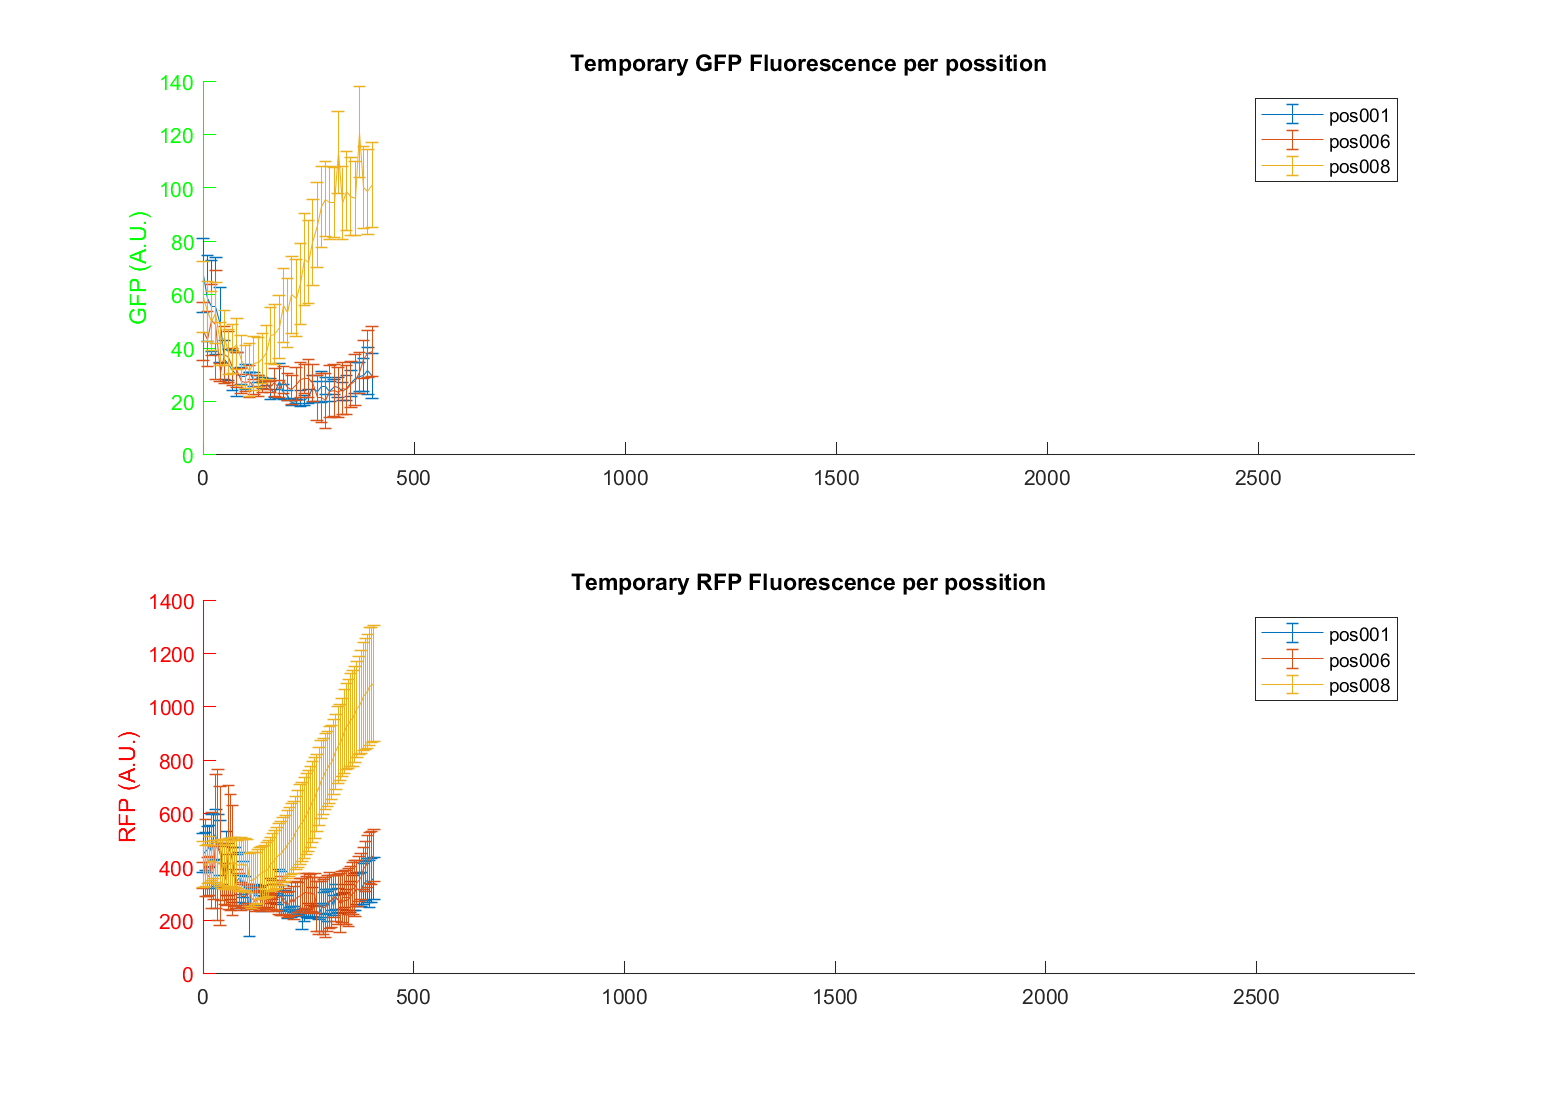 Temporary GFP Fluorescence per possition
140
120
100
80
60
40
20
0
GFP (A.U.)
0 500 1000 1500 2000 2500
pos001
pos006
pos008
Temporary RFP Fluorescence per possition
1400
1200
1000
800
600
400
200
0
RFP (A.U.)
0 500 1000 1500 2000 2500
pos001
pos006
pos008